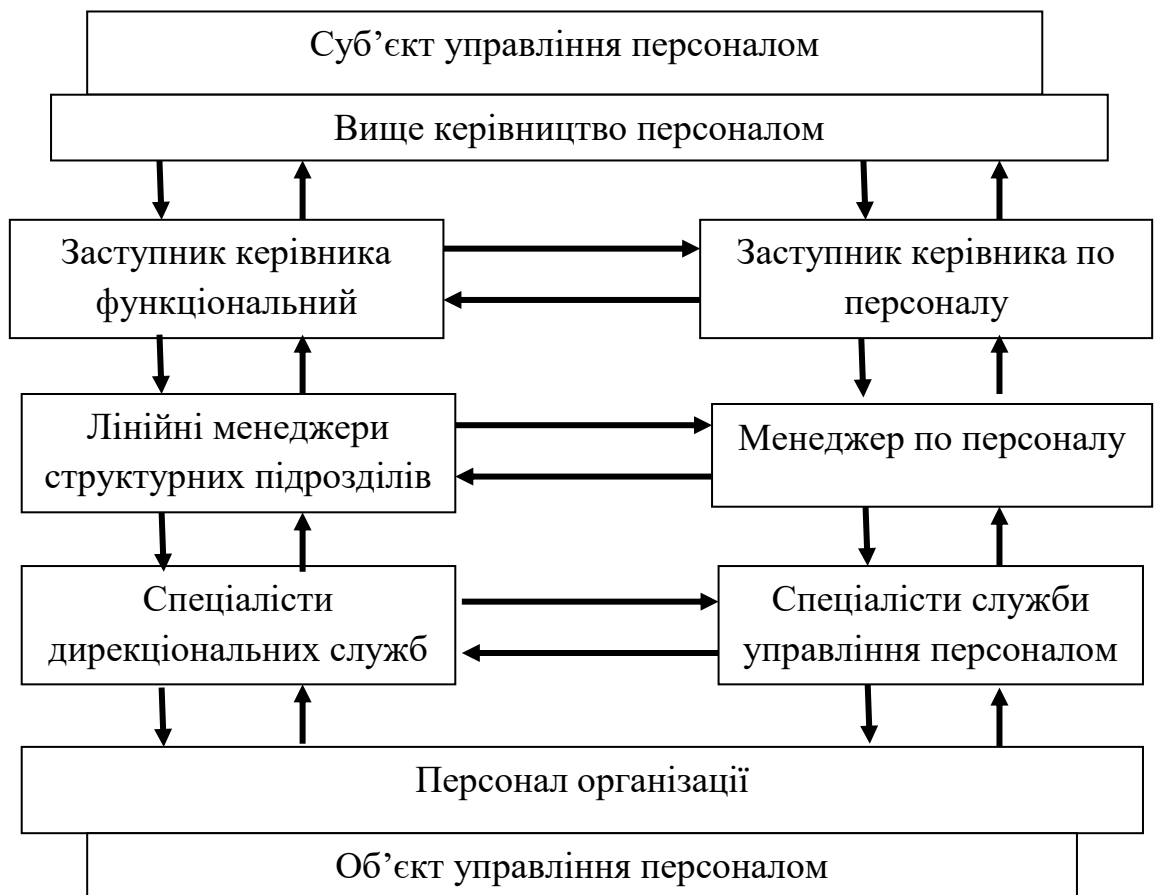 Суб’єкт управління персоналом
Вище керівництво персоналом
Заступник керівника
функціональний
Заступник керівника по
персоналу
Лінійні менеджери
структурних підрозділів
Менеджер по персоналу
Спеціалісти
дирекціональних служб
Спеціалісти служби
управління персоналом
Персонал організації
Об’єкт управління персоналом